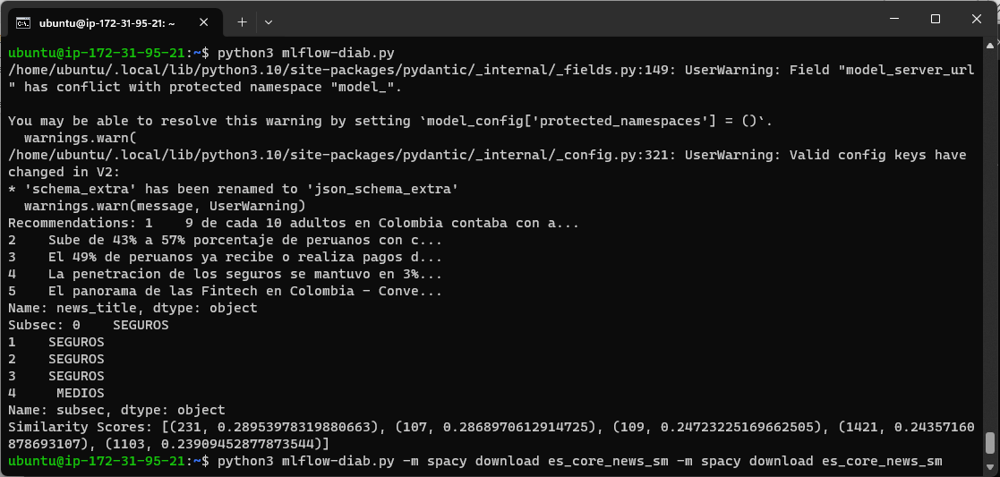 ubuntu@ip-172-31-95-21: ~
ubuntu@ip-172-31-95-21:~$ python3 mlflow-diab.py
/home/ubuntu/.local/lib/python3.10/site-packages/pydantic/_internal/_fields.py:149: UserWarning: Field "model_server_url
" has conflict with protected namespace "model_".
You may be able to resolve this warning by setting `model_config['protected_namespaces'] = ()`.
  warnings.warn(
/home/ubuntu/.local/lib/python3.10/site-packages/pydantic/_internal/_config.py:321: UserWarning: Valid config keys have
changed in V2:
* 'schema_extra' has been renamed to 'json_schema_extra'
  warnings.warn(message, UserWarning)
Recommendations: 1    9 de cada 10 adultos en Colombia contaba con a...
2    Sube de 43% a 57% porcentaje de peruanos con c...
3    El 49% de peruanos ya recibe o realiza pagos d...
4    La penetracion de los seguros se mantuvo en 3%...
5    El panorama de las Fintech en Colombia - Conve...
Name: news_title, dtype: object
Subsec: 0    SEGUROS
1    SEGUROS
2    SEGUROS
3    SEGUROS
4     MEDIOS
Name: subsec, dtype: object
Similarity Scores: [(231, 0.28953978319880663), (107, 0.2868970612914725), (109, 0.24723225169662505), (1421, 0.24357160
878693107), (1103, 0.23909452877873544)]
ubuntu@ip-172-31-95-21:~$ python3 mlflow-diab.py -m spacy download es_core_news_sm -m spacy download es_core_news_sm